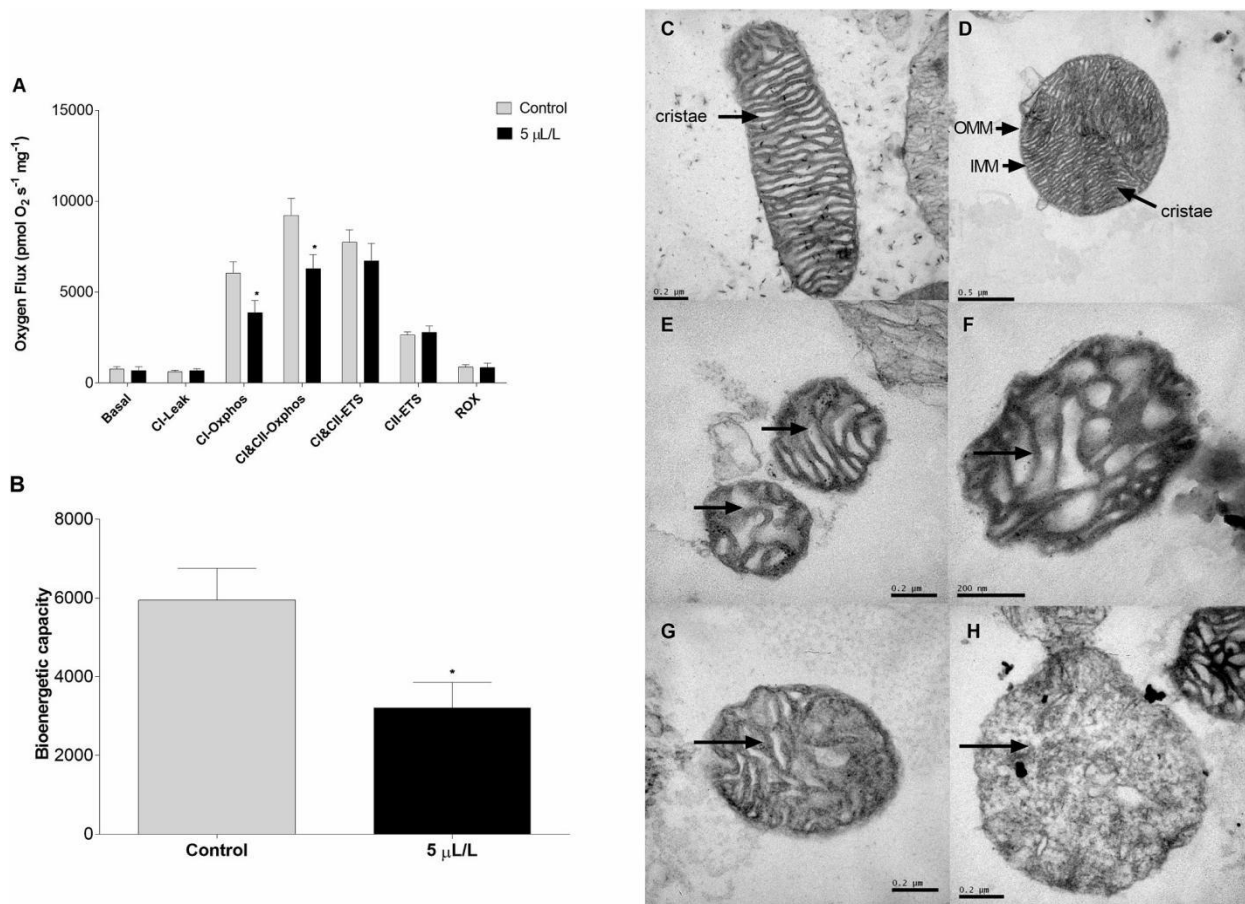 A
Oxygen Flux (pmol O₂ s⁻¹ mg⁻¹)
15000
10000
5000
0
Control
5 μL/L
*
*
Basal
CI-Leak
CI-Oxphos
CI&CII-Oxphos
CI&CII-ETS
CII-ETS
ROX
B
Bioenergetic capacity
8000
6000
4000
2000
0
*
Control
5 μL/L
C
cristae
0.2 μm
D
OMM
IMM
cristae
0.5 μm
E
0.2 μm
F
200 nm
G
0.2 μm
H
0.2 μm